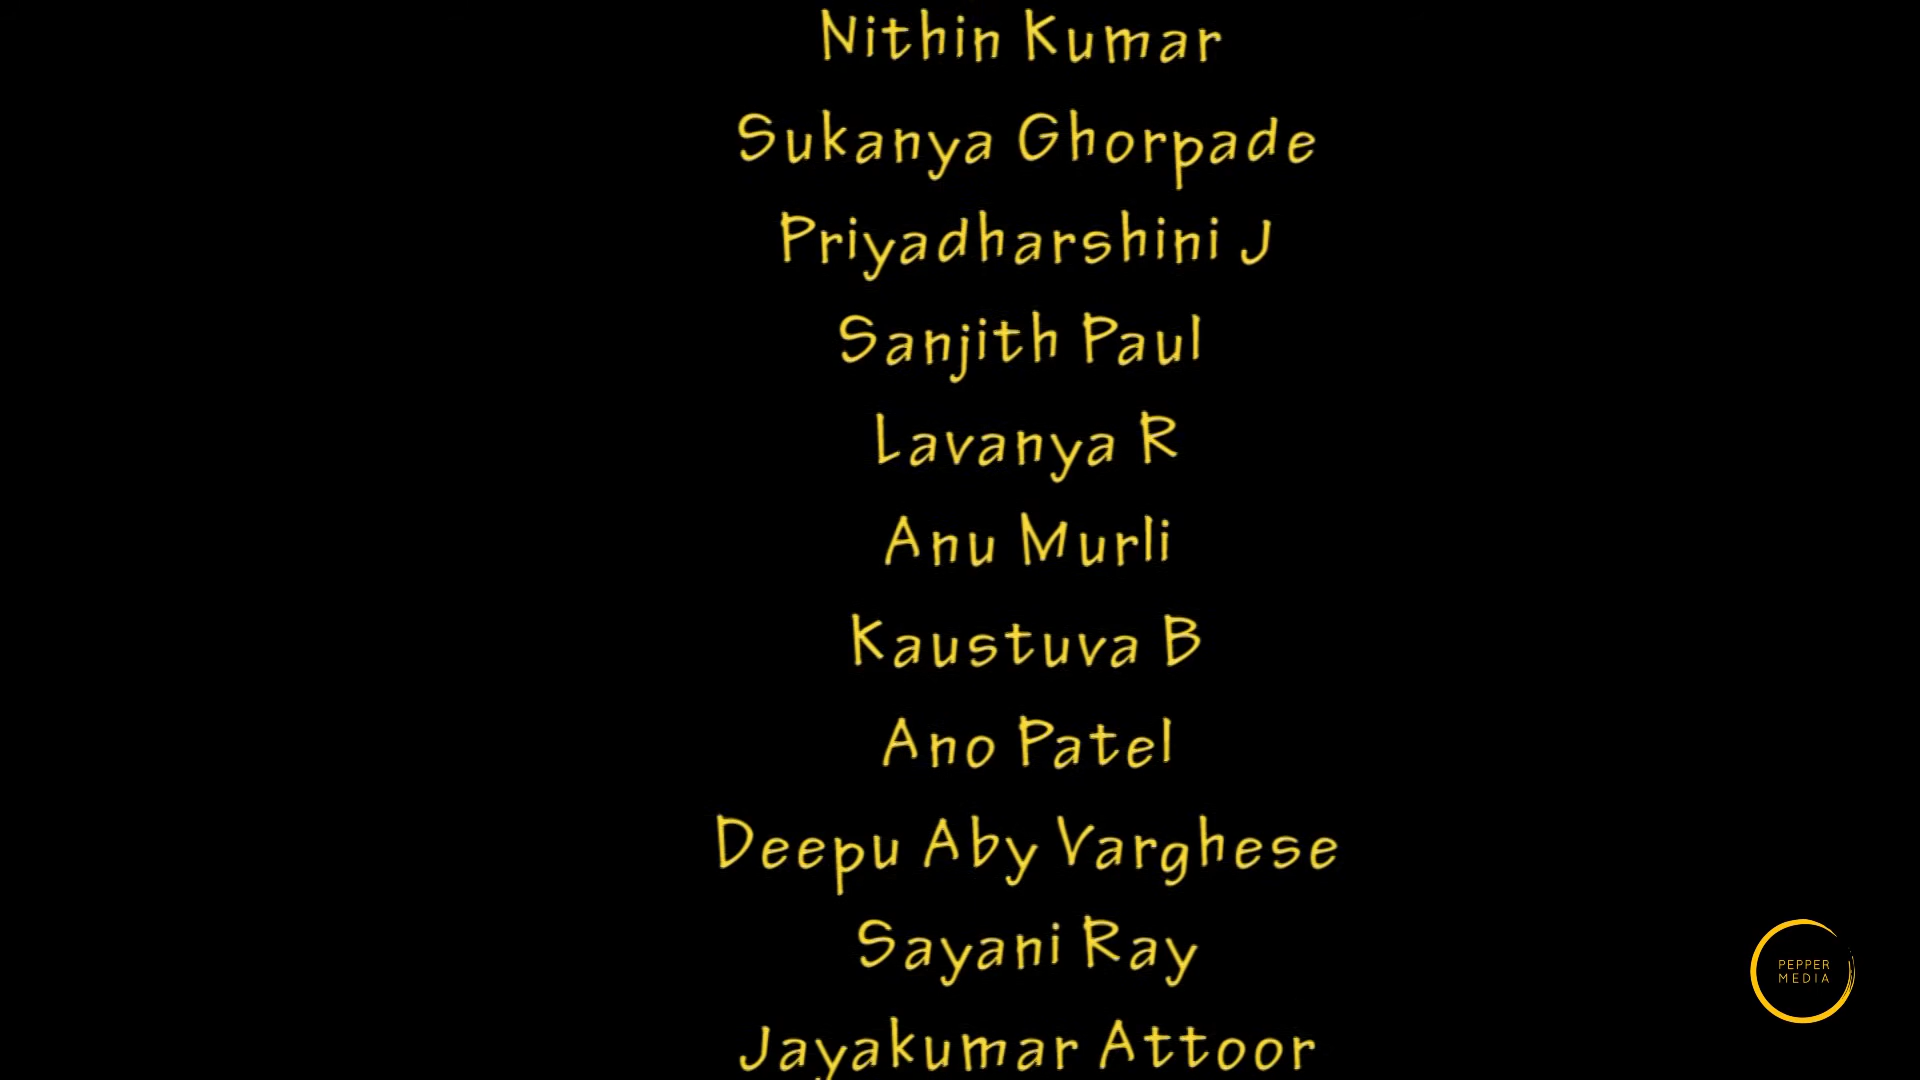 Nithin Kumar
Sukanya Ghorpade
Priyadharshini J
Sanjith Paul
Lavanya R
Anu Murli
Kaustuva B
Ano Patel
Deepu Aby Varghese
Sayani Ray
Jayakumar Attoor
PEPPER
MEDIA